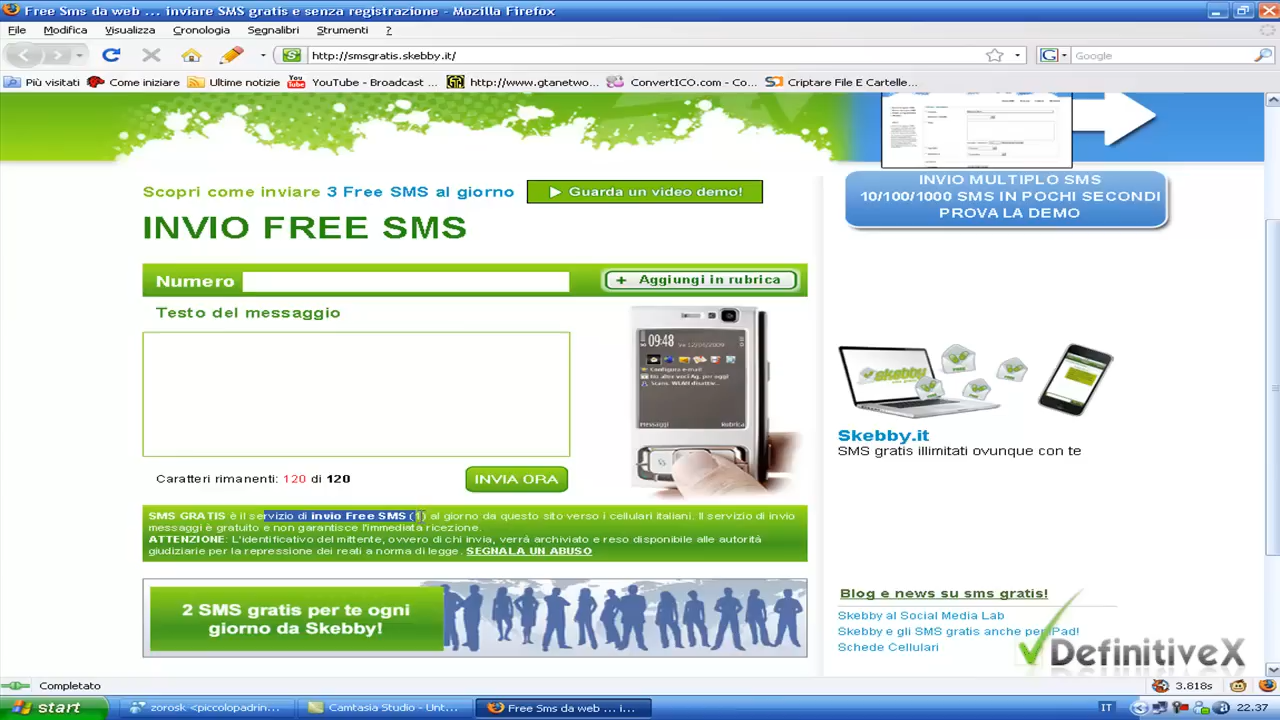 Free Sms da web ... inviare SMS gratis e senza registrazione - Mozilla Firefox
File Modifica Visualizza Cronologia Segnalibri Strumenti ?
http://smsgratis.skebby.it/
Google
Più visitati Come iniziare Ultime notizie YouTube - Broadcast ... http://www.gtanetwo... ConvertICO.com - Co... Criptare File E Cartelle...
Scopri come inviare 3 Free SMS al giorno
Guarda un video demo!
INVIO FREE SMS
INVIO MULTIPLO SMS
10/100/1000 SMS IN POCHI SECONDI
PROVA LA DEMO
Numero
+ Aggiungi in rubrica
Testo del messaggio
09:48
Messaggi Rubrica
Caratteri rimanenti: 120 di 120
INVIA ORA
Skebby
Skebby.it
SMS gratis illimitati ovunque con te
SMS GRATIS è il servizio di invio Free SMS (1) al giorno da questo sito verso i cellulari italiani. Il servizio di invio
messaggi è gratuito e non garantisce l'immediata ricezione.
ATTENZIONE: L'identificativo del mittente, ovvero di chi invia, verrà archiviato e reso disponibile alle autorità
giudiziarie per la repressione dei reati a norma di legge. SEGNALA UN ABUSO
2 SMS gratis per te ogni
giorno da Skebby!
Blog e news su sms gratis!
Skebby al Social Media Lab
Skebby e gli SMS gratis anche per iPad!
Schede Cellulari
DefinitiveX
Completato
3.818s
start
zorosk <piccolopadrin...
Camtasia Studio - Unt...
Free Sms da web ... i...
IT
22.37